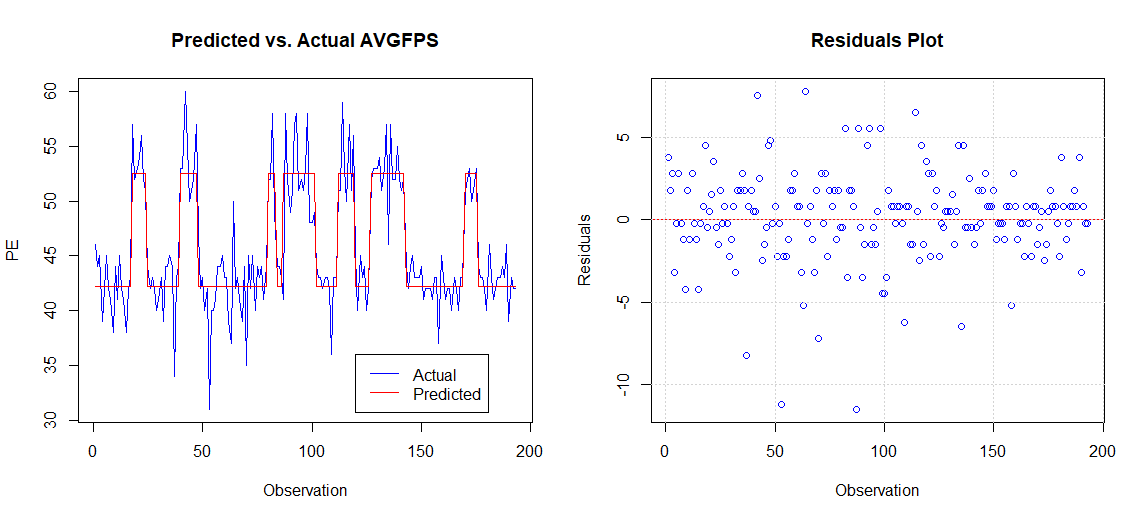 Predicted vs. Actual AVGFPS
PE
60
55
50
45
40
35
30
Actual
Predicted
0 50 100 150 200
Observation
Residuals Plot
Residuals
5
0
-5
-10
0 50 100 150 200
Observation